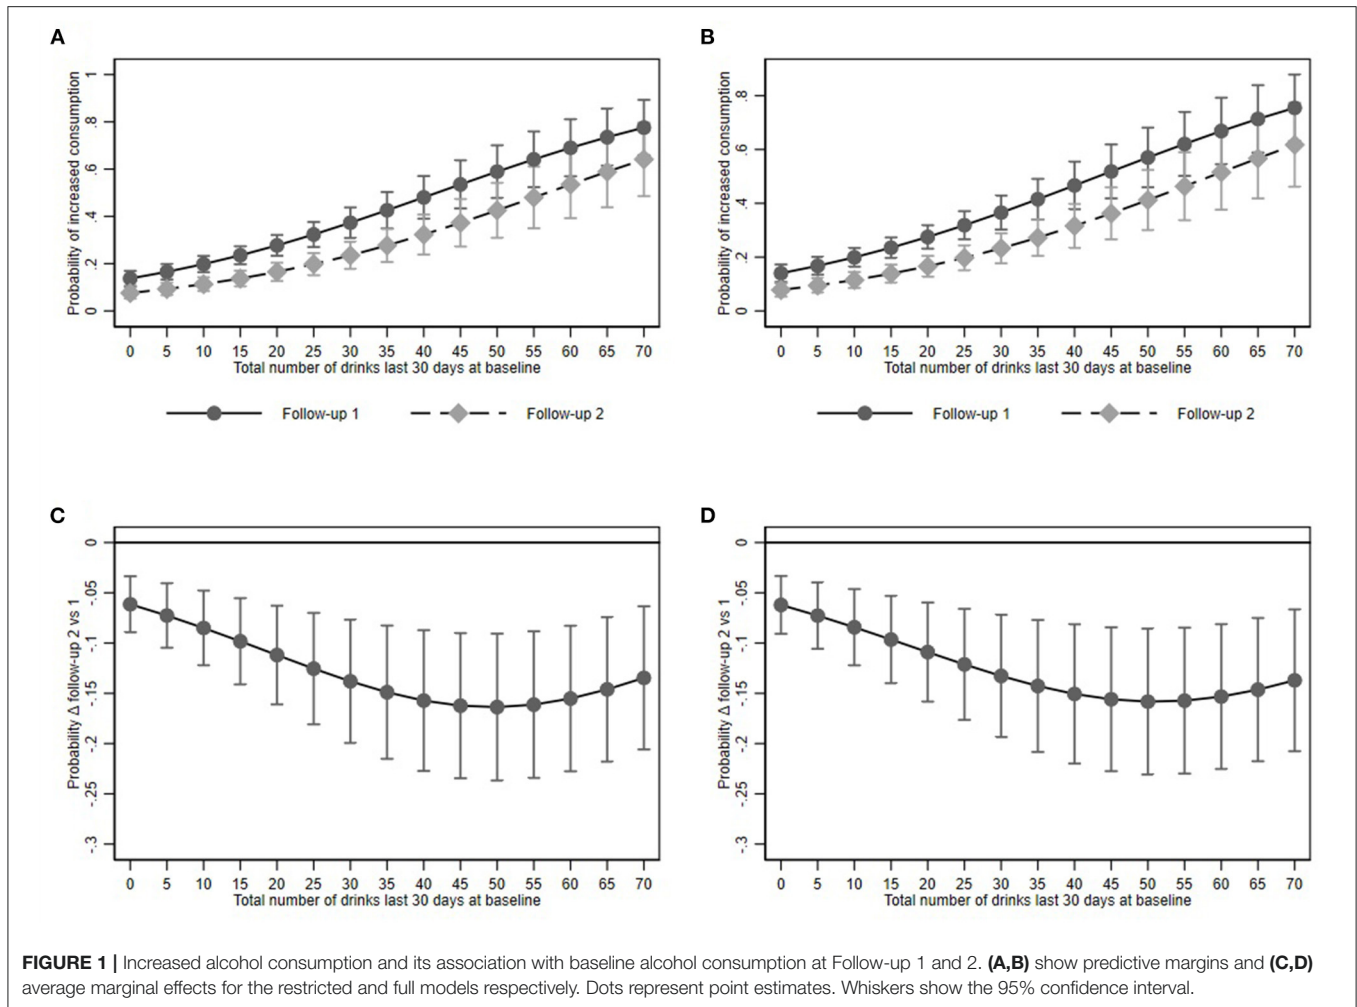 A
Probability of increased consumption
1
.8
.6
.4
.2
0
0 5 10 15 20 25 30 35 40 45 50 55 60 65 70
Total number of drinks last 30 days at baseline
Follow-up 1 Follow-up 2
B
Probability of increased consumption
.8
.6
.4
.2
0
0 5 10 15 20 25 30 35 40 45 50 55 60 65 70
Total number of drinks last 30 days at baseline
Follow-up 1 Follow-up 2
C
Probability Δ follow-up 2 vs 1
0
-.05
-.1
-.15
-.2
-.25
-.3
0 5 10 15 20 25 30 35 40 45 50 55 60 65 70
Total number of drinks last 30 days at baseline
D
Probability Δ follow-up 2 vs 1
0
-.05
-.1
-.15
-.2
-.25
-.3
0 5 10 15 20 25 30 35 40 45 50 55 60 65 70
Total number of drinks last 30 days at baseline
FIGURE 1 | Increased alcohol consumption and its association with baseline alcohol consumption at Follow-up 1 and 2. (A,B) show predictive margins and (C,D)
average marginal effects for the restricted and full models respectively. Dots represent point estimates. Whiskers show the 95% confidence interval.